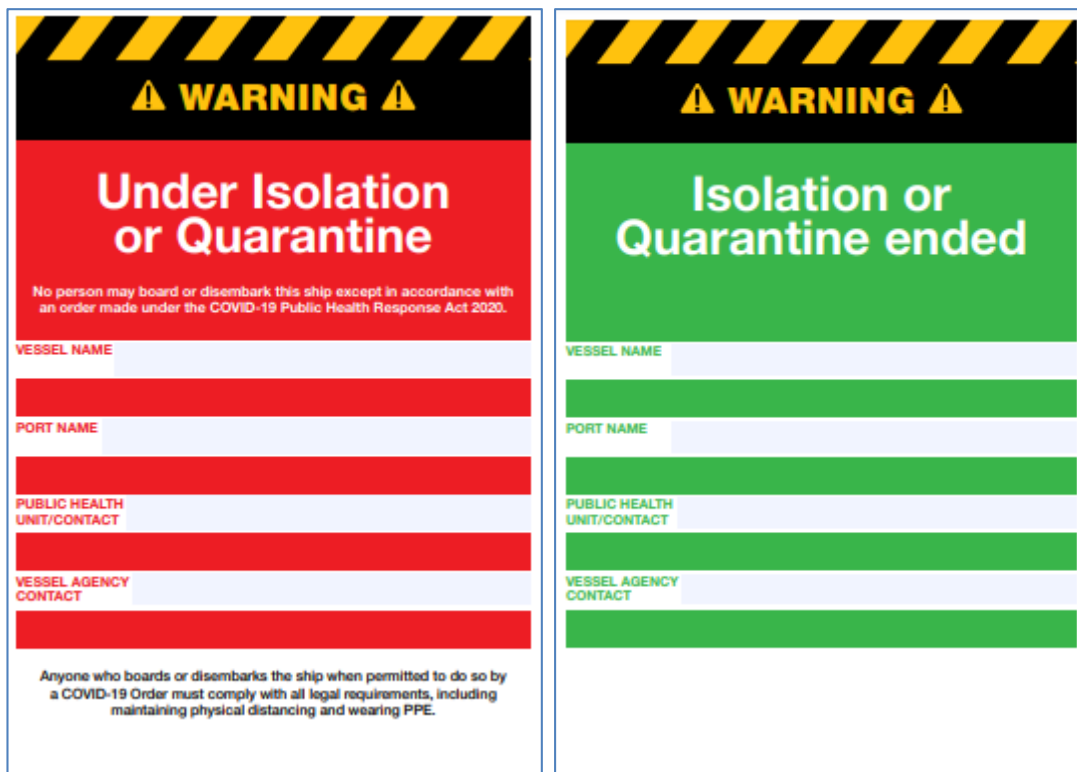 WARNING
Under Isolation
or Quarantine
No person may board or disembark this ship except in accordance with
an order made under the COVID-19 Public Health Response Act 2020.
VESSEL NAME
PORT NAME
PUBLIC HEALTH
UNIT/CONTACT
VESSEL AGENCY
CONTACT
Anyone who boards or disembarks the ship when permitted to do so by
a COVID-19 Order must comply with all legal requirements, including
maintaining physical distancing and wearing PPE.
WARNING
Isolation or
Quarantine ended
VESSEL NAME
PORT NAME
PUBLIC HEALTH
UNIT/CONTACT
VESSEL AGENCY
CONTACT